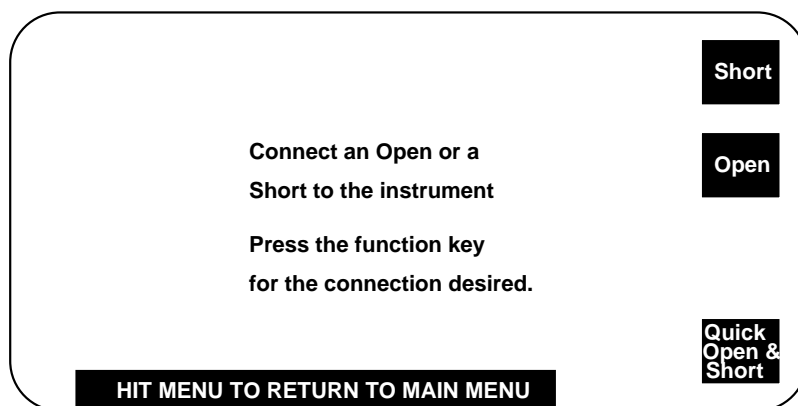 Short
Connect an Open or a
Short to the instrument
Open
Press the function key
for the connection desired.
Quick
Open &
Short
HIT MENU TO RETURN TO MAIN MENU